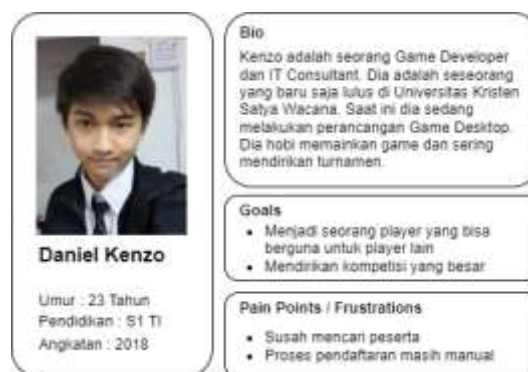 Daniel Kenzo
Umur : 23 Tahun
Pendidikan : S1 TI
Angkatan : 2018
Bio
Kenzo adalah seorang Game Developer
dan IT Consultant. Dia adalah seseorang
yang baru saja lulus di Universitas Kristen
Satya Wacana. Saat ini dia sedang
melakukan perancangan Game Desktop.
Dia hobi memainkan game dan sering
mendirikan turnamen.
Goals
• Menjadi seorang player yang bisa
berguna untuk player lain
• Mendirikan kompetisi yang besar
Pain Points / Frustrations
• Susah mencari peserta
• Proses pendaftaran masih manual